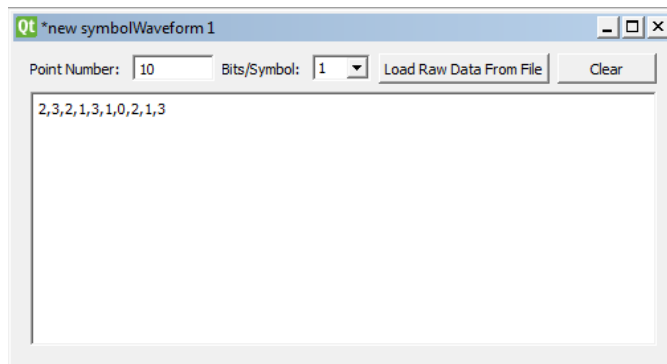 Qt *new symbolWaveform 1
Point Number: 10 Bits/Symbol: 1 Load Raw Data From File Clear
2,3,2,1,3,1,0,2,1,3